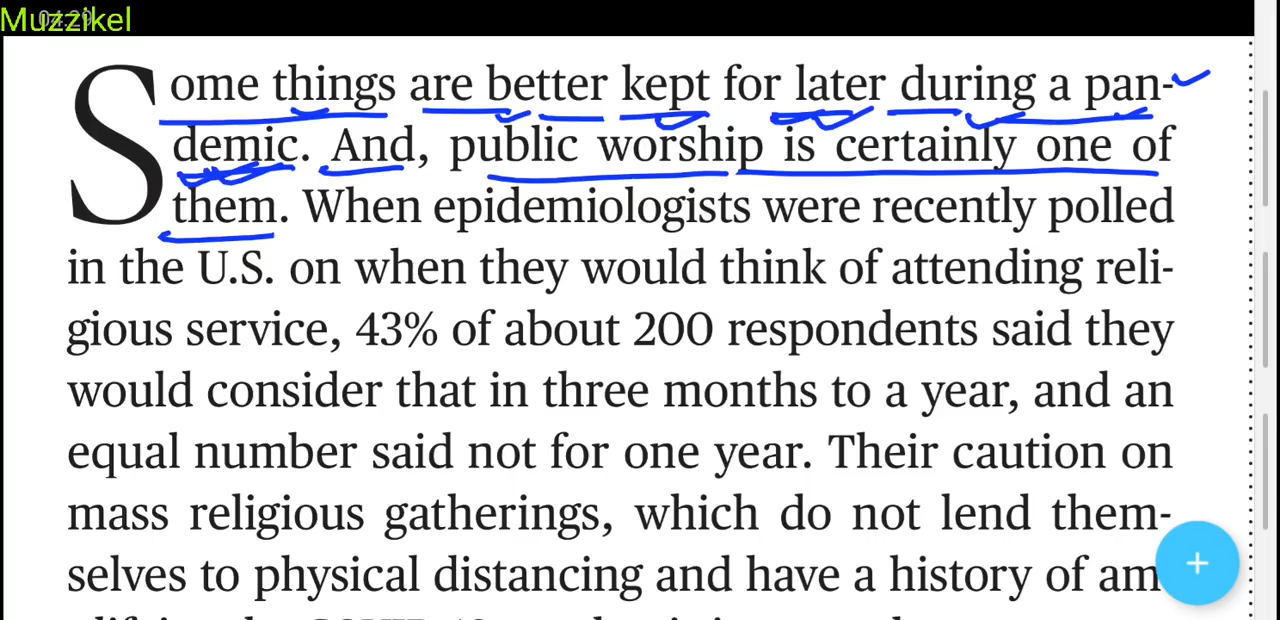 Muzzikel
Some things are better kept for later during a pan-
demic. And, public worship is certainly one of
them. When epidemiologists were recently polled
in the U.S. on when they would think of attending reli-
gious service, 43% of about 200 respondents said they
would consider that in three months to a year, and an
equal number said not for one year. Their caution on
mass religious gatherings, which do not lend them-
selves to physical distancing and have a history of am